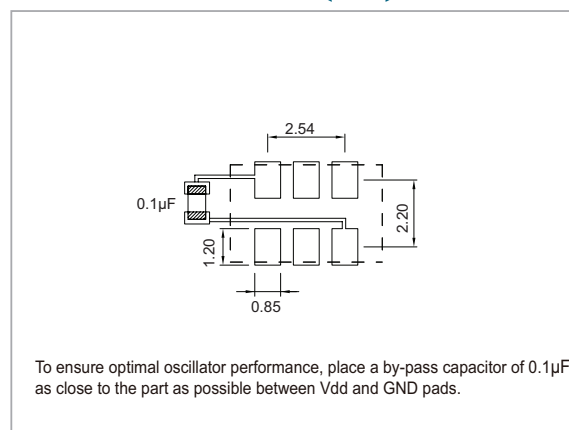 2.54
0.1µF
2.20
1.20
0.85
To ensure optimal oscillator performance, place a by-pass capacitor of 0.1µF
as close to the part as possible between Vdd and GND pads.